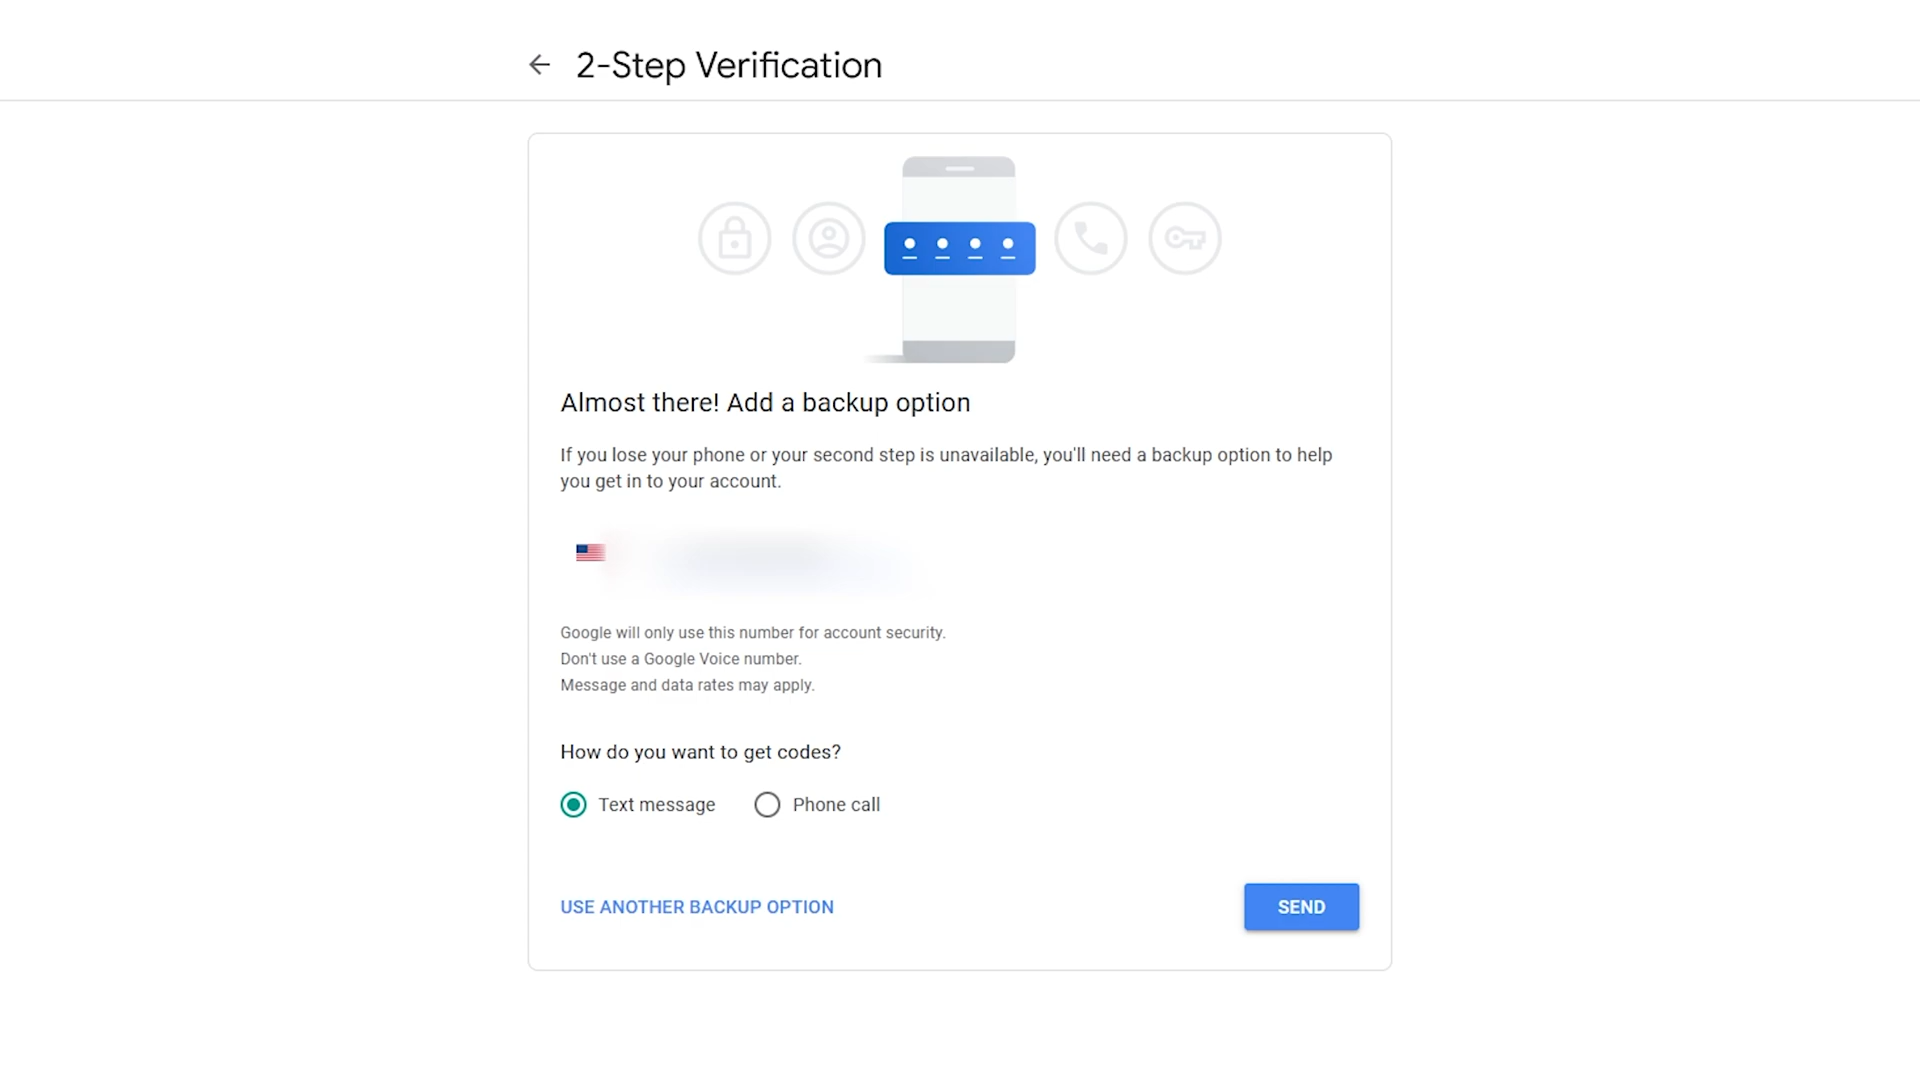 2-Step Verification
Almost there! Add a backup option
If you lose your phone or your second step is unavailable, you'll need a backup option to help
you get in to your account.
Google will only use this number for account security.
Don't use a Google Voice number.
Message and data rates may apply.
How do you want to get codes?
Text message Phone call
USE ANOTHER BACKUP OPTION SEND